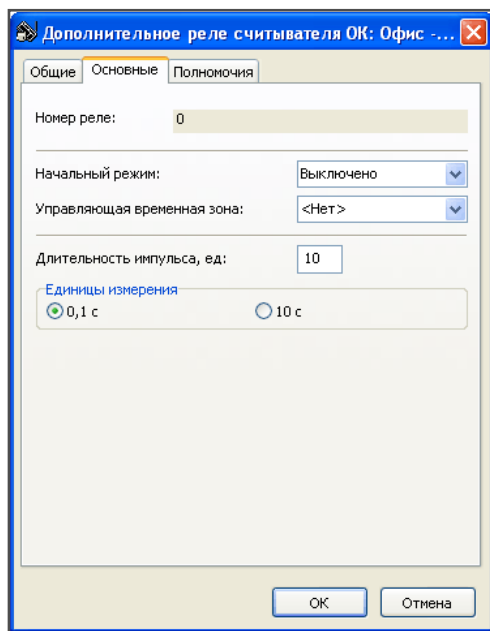 Дополнительное реле считывателя ОК: Офис -...
Общие Основные Полномочия
Номер реле: 0
Начальный режим: Выключено
Управляющая временная зона: <Нет>
Длительность импульса, ед: 10
Единицы измерения
0,1 с 10 с
ОК Отмена